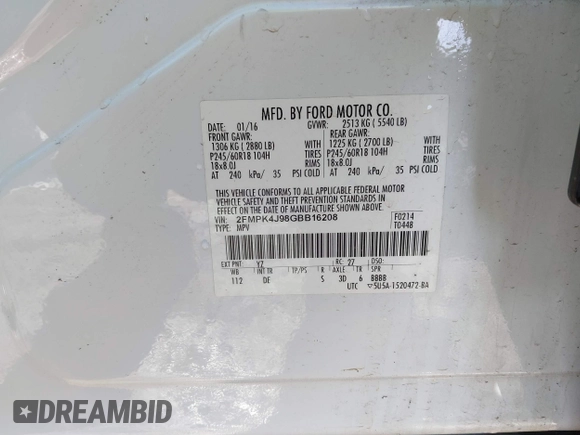 MFD. BY FORD MOTOR CO.
DATE: 01/16 GVWR: 2513 KG ( 5540 LB)
FRONT GAWR: REAR GAWR:
1306 KG ( 2880 LB) WITH 1225 KG ( 2700 LB) WITH
P245/60R18 104H TIRES P245/60R18 104H TIRES
18x8.0J RIMS 18x8.0J RIMS
AT 240 kPa/ 35 PSI COLD AT 240 kPa/ 35 PSI COLD
THIS VEHICLE CONFORMS TO ALL APPLICABLE FEDERAL MOTOR
VEHICLE SAFETY AND THEFT PREVENTION STANDARDS IN
EFFECT ON THE DATE OF MANUFACTURE SHOWN ABOVE.
VIN: 2FMPK4J98GBB16208 F0214
TYPE: MPV T0448
EXT PNT: YZ RC: 27 DSO:
WB INT TR TP/PS R AXLE TR SPR
112 DE S 3D 6 BBBB
UTC ▽5U5A-1520472-BA
DREAMBID